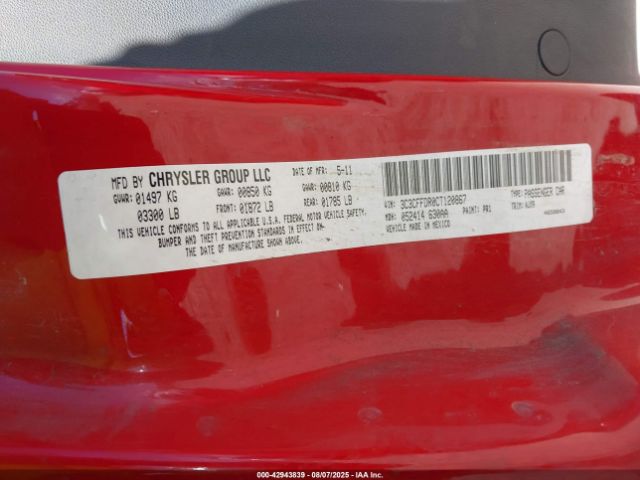 MFD BY CHRYSLER GROUP LLC DATE OF MFR: 5-11
GVWR: 01497 KG GAWR: 00850 KG GAWR: 00810 KG
03300 LB FRONT: 01872 LB REAR: 01785 LB
THIS VEHICLE CONFORMS TO ALL APPLICABLE U.S.A. FEDERAL MOTOR VEHICLE SAFETY,
BUMPER AND THEFT PREVENTION STANDARDS IN EFFECT ON
THE DATE OF MANUFACTURE SHOWN ABOVE.
VIN: 3C3CFFDR0CT120867 TYPE: PASSENGER CAR
MDH: 052414 630AA PAINT: PR1 TRIM:
VEHICLE MADE IN MEXICO
000-42943839 - 08/07/2025 - IAA Inc.